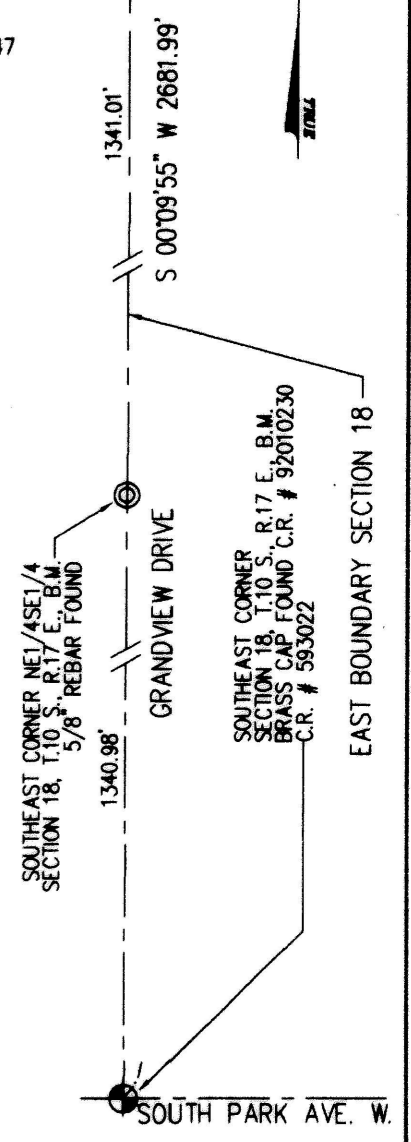 47
1341.01'
S 00°09'55" W 2681.99'
TRUE
SOUTHEAST CORNER NE1/4SE1/4
SECTION 18, T.10 S., R.17 E., B.M.
5/8" REBAR FOUND
1340.98'
GRANDVIEW DRIVE
SOUTHEAST CORNER
SECTION 18, T.10 S., R.17 E., B.M.
BRASS CAP FOUND C.R. # 92010230
C.R. # 593022
EAST BOUNDARY SECTION 18
SOUTH PARK AVE. W.